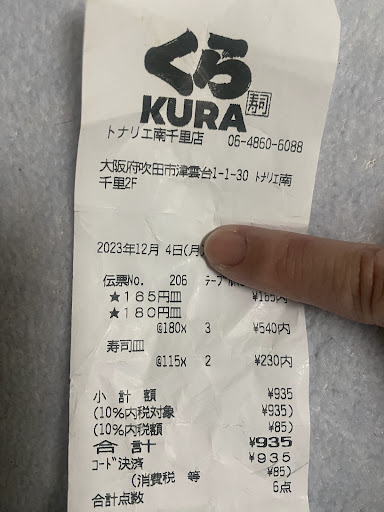 くら
KURA 寿司
トナリエ南千里店 06-4860-6088
大阪府吹田市津雲台1-1-30 トナリエ南
千里2F
2023年12月 4日(月
伝票No. 206
★165円皿 ¥165内
★180円皿
@180x 3 ¥540内
寿司皿
@115x 2 ¥230内
小 計 額 ¥935
(10%内税対象 ¥935)
(10%内税額 ¥85)
合 計 ¥935
コード決済 ¥935
(消費税 等 ¥85)
合計点数 6点